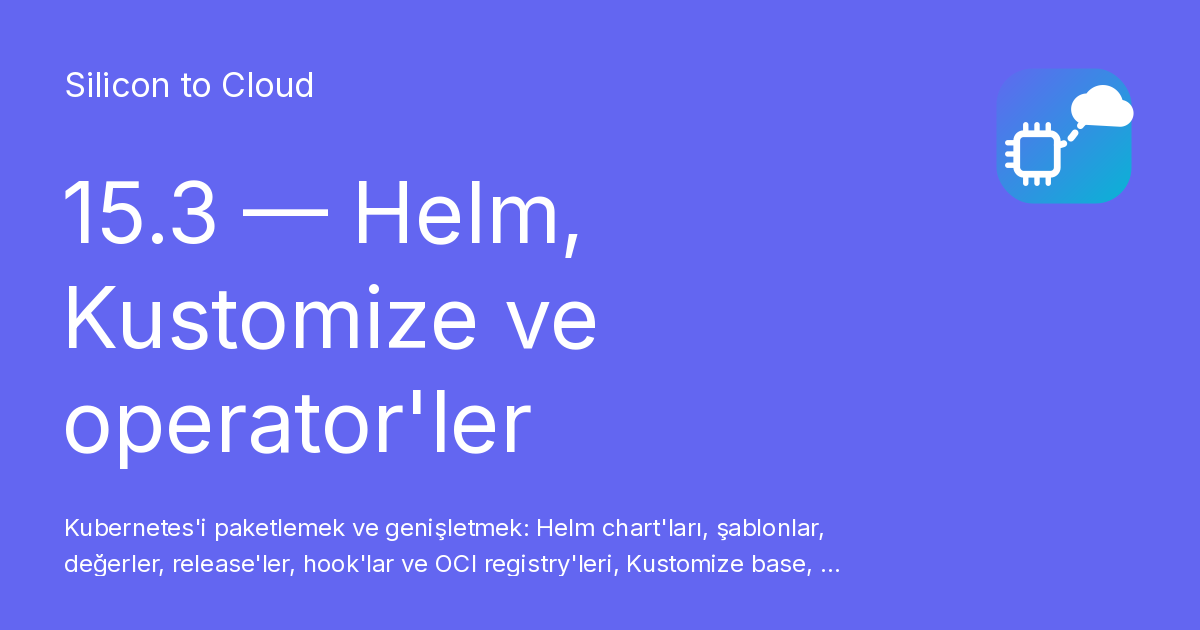 Silicon to Cloud
15.3 — Helm,
Kustomize ve
operator'ler
Kubernetes'i paketlemek ve genişletmek: Helm chart'ları, şablonlar,
değerler, release'ler, hook'lar ve OCI registry'leri, Kustomize base, ...